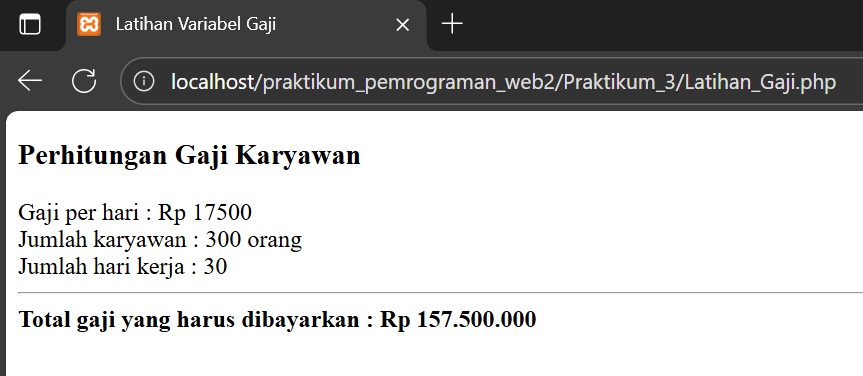 Latihan Variabel Gaji
localhost/praktikum_pemrograman_web2/Praktikum_3/Latihan_Gaji.php
Perhitungan Gaji Karyawan
Gaji per hari : Rp 17500
Jumlah karyawan : 300 orang
Jumlah hari kerja : 30
Total gaji yang harus dibayarkan : Rp 157.500.000